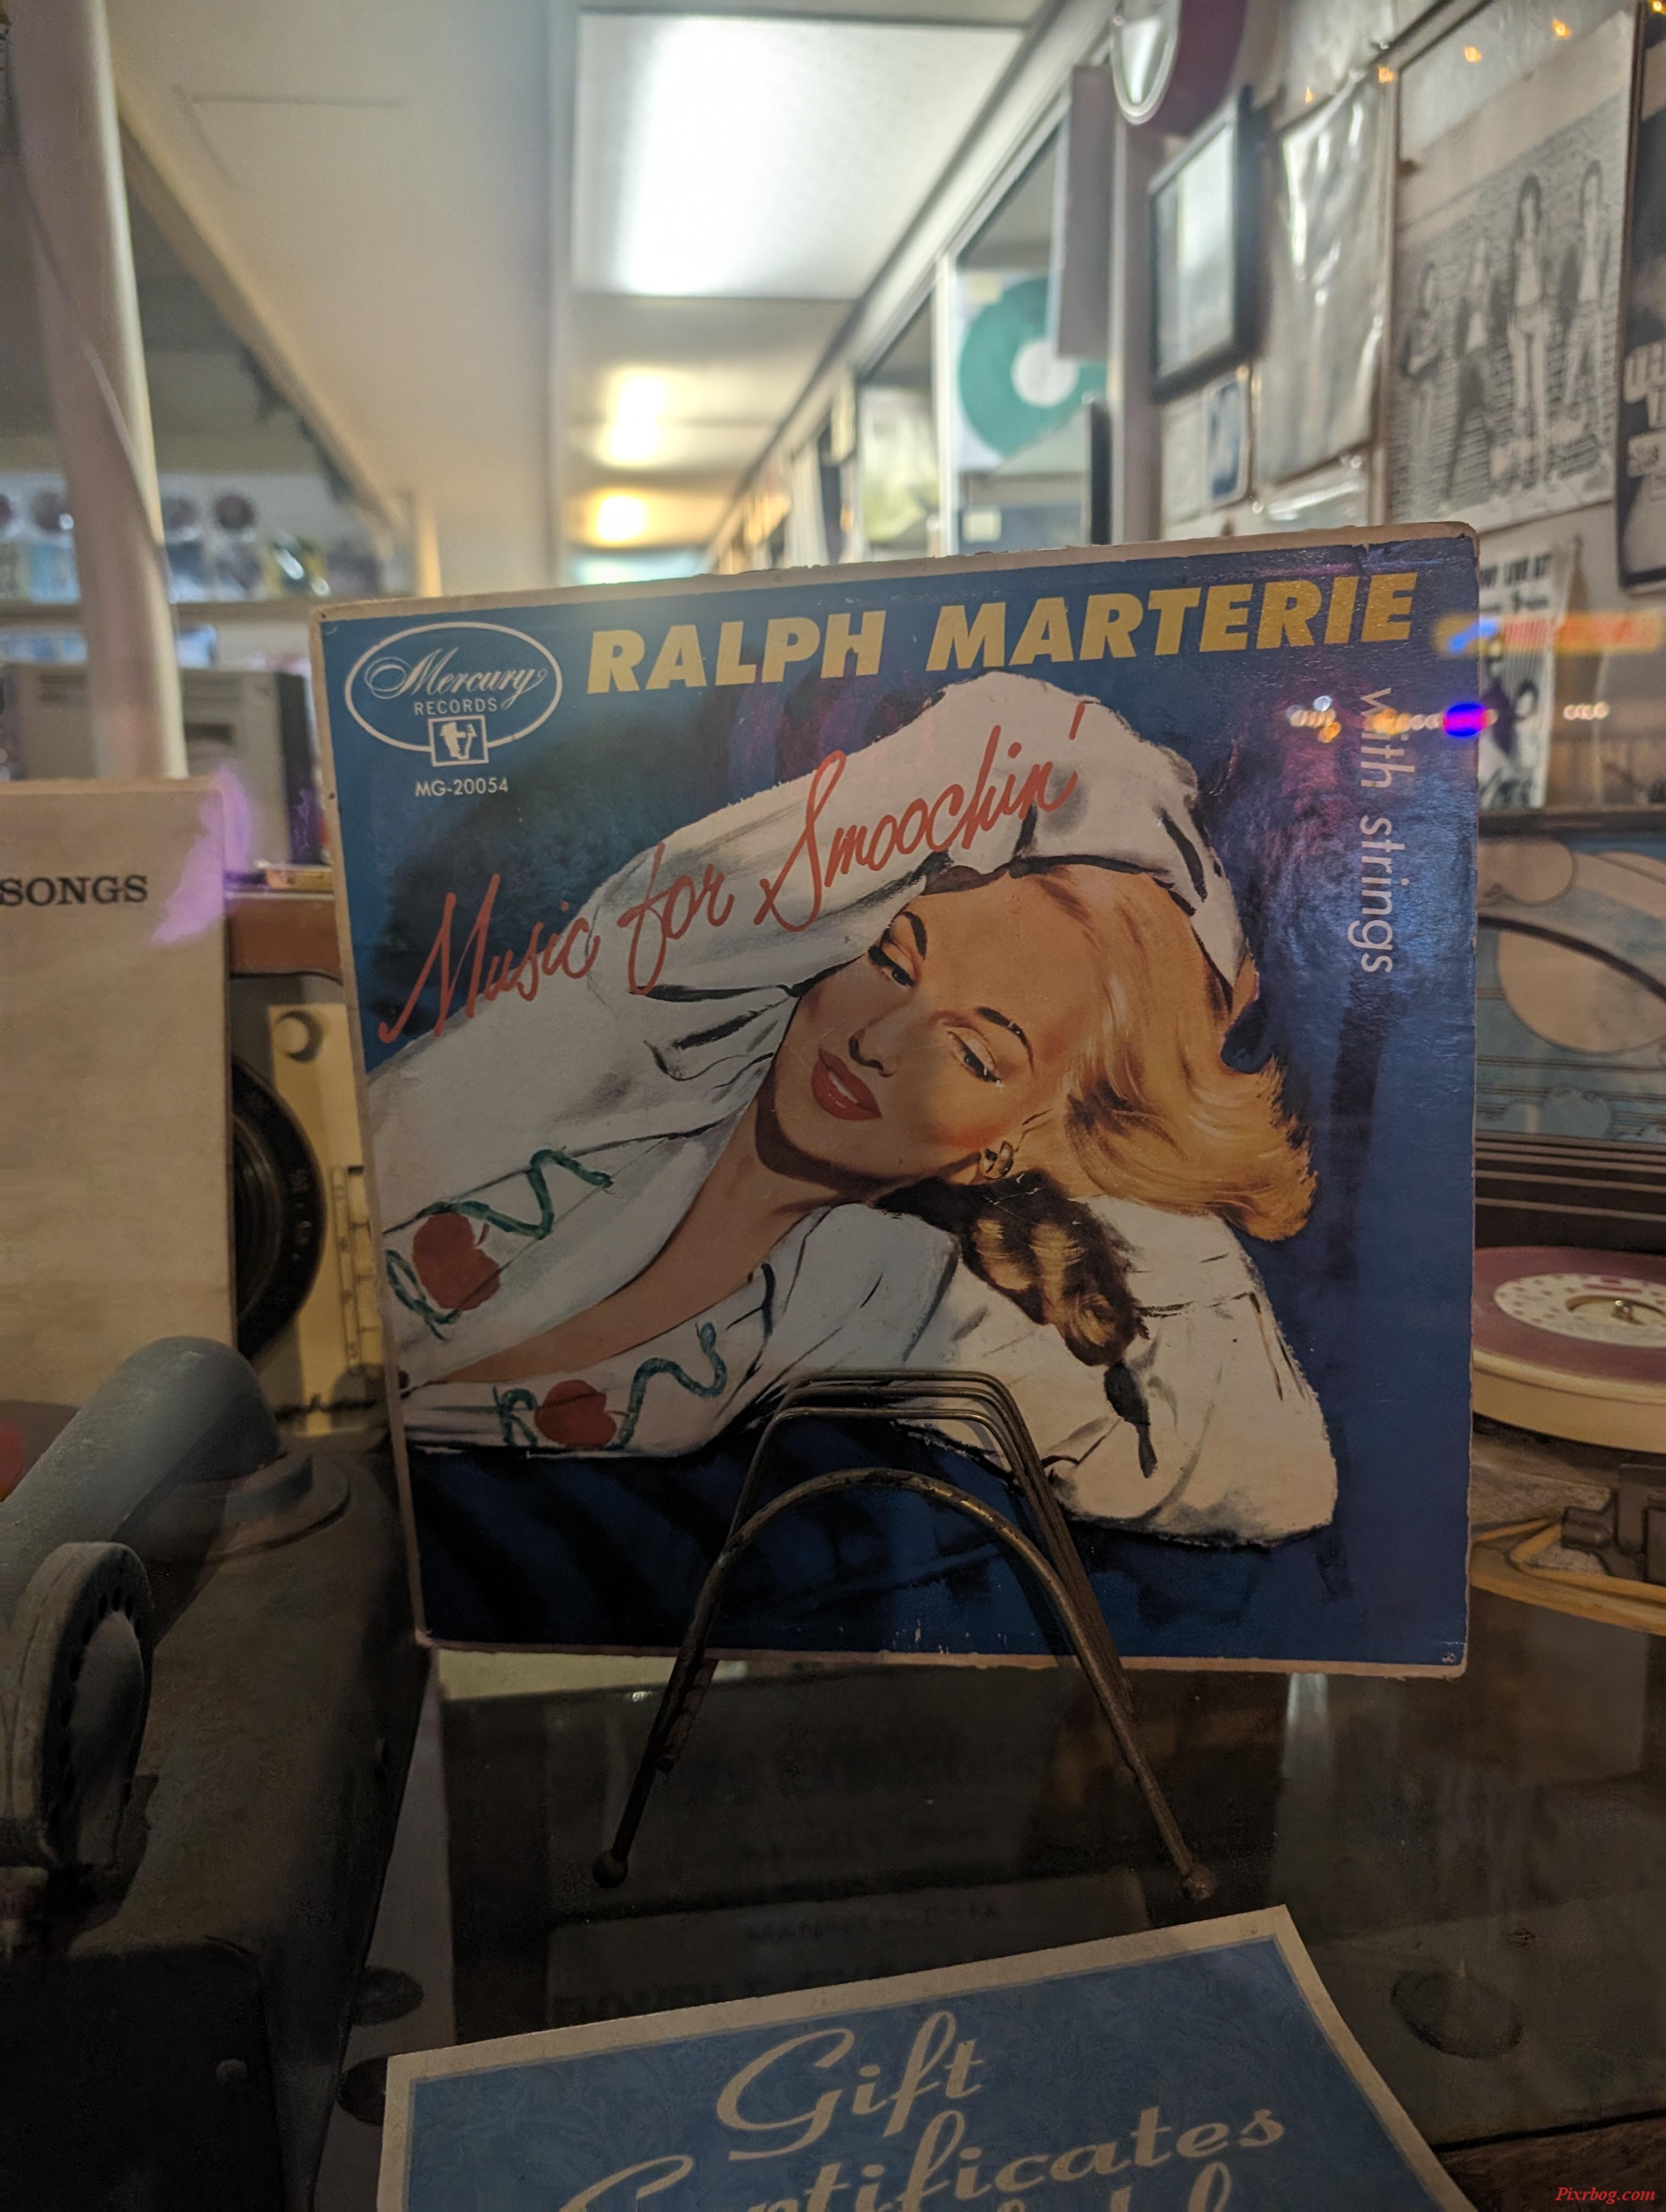 RALPH MARTERIE
Mercury
RECORDS
MG-20054
Music for Smoochin'
with strings
SONGS
Gift
Certificates
Pixrbog.com